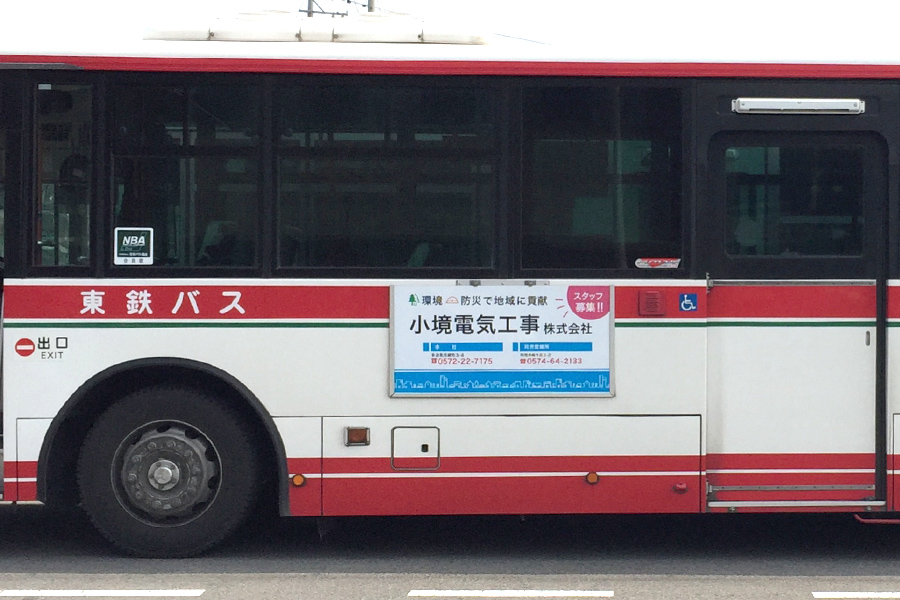 NBA
東鉄バス
出口
EXIT
環境 防災で地域に貢献
スタッフ
募集!!
小境電気工事 株式会社
本社
☎0572-22-7175
☎0574-64-2133